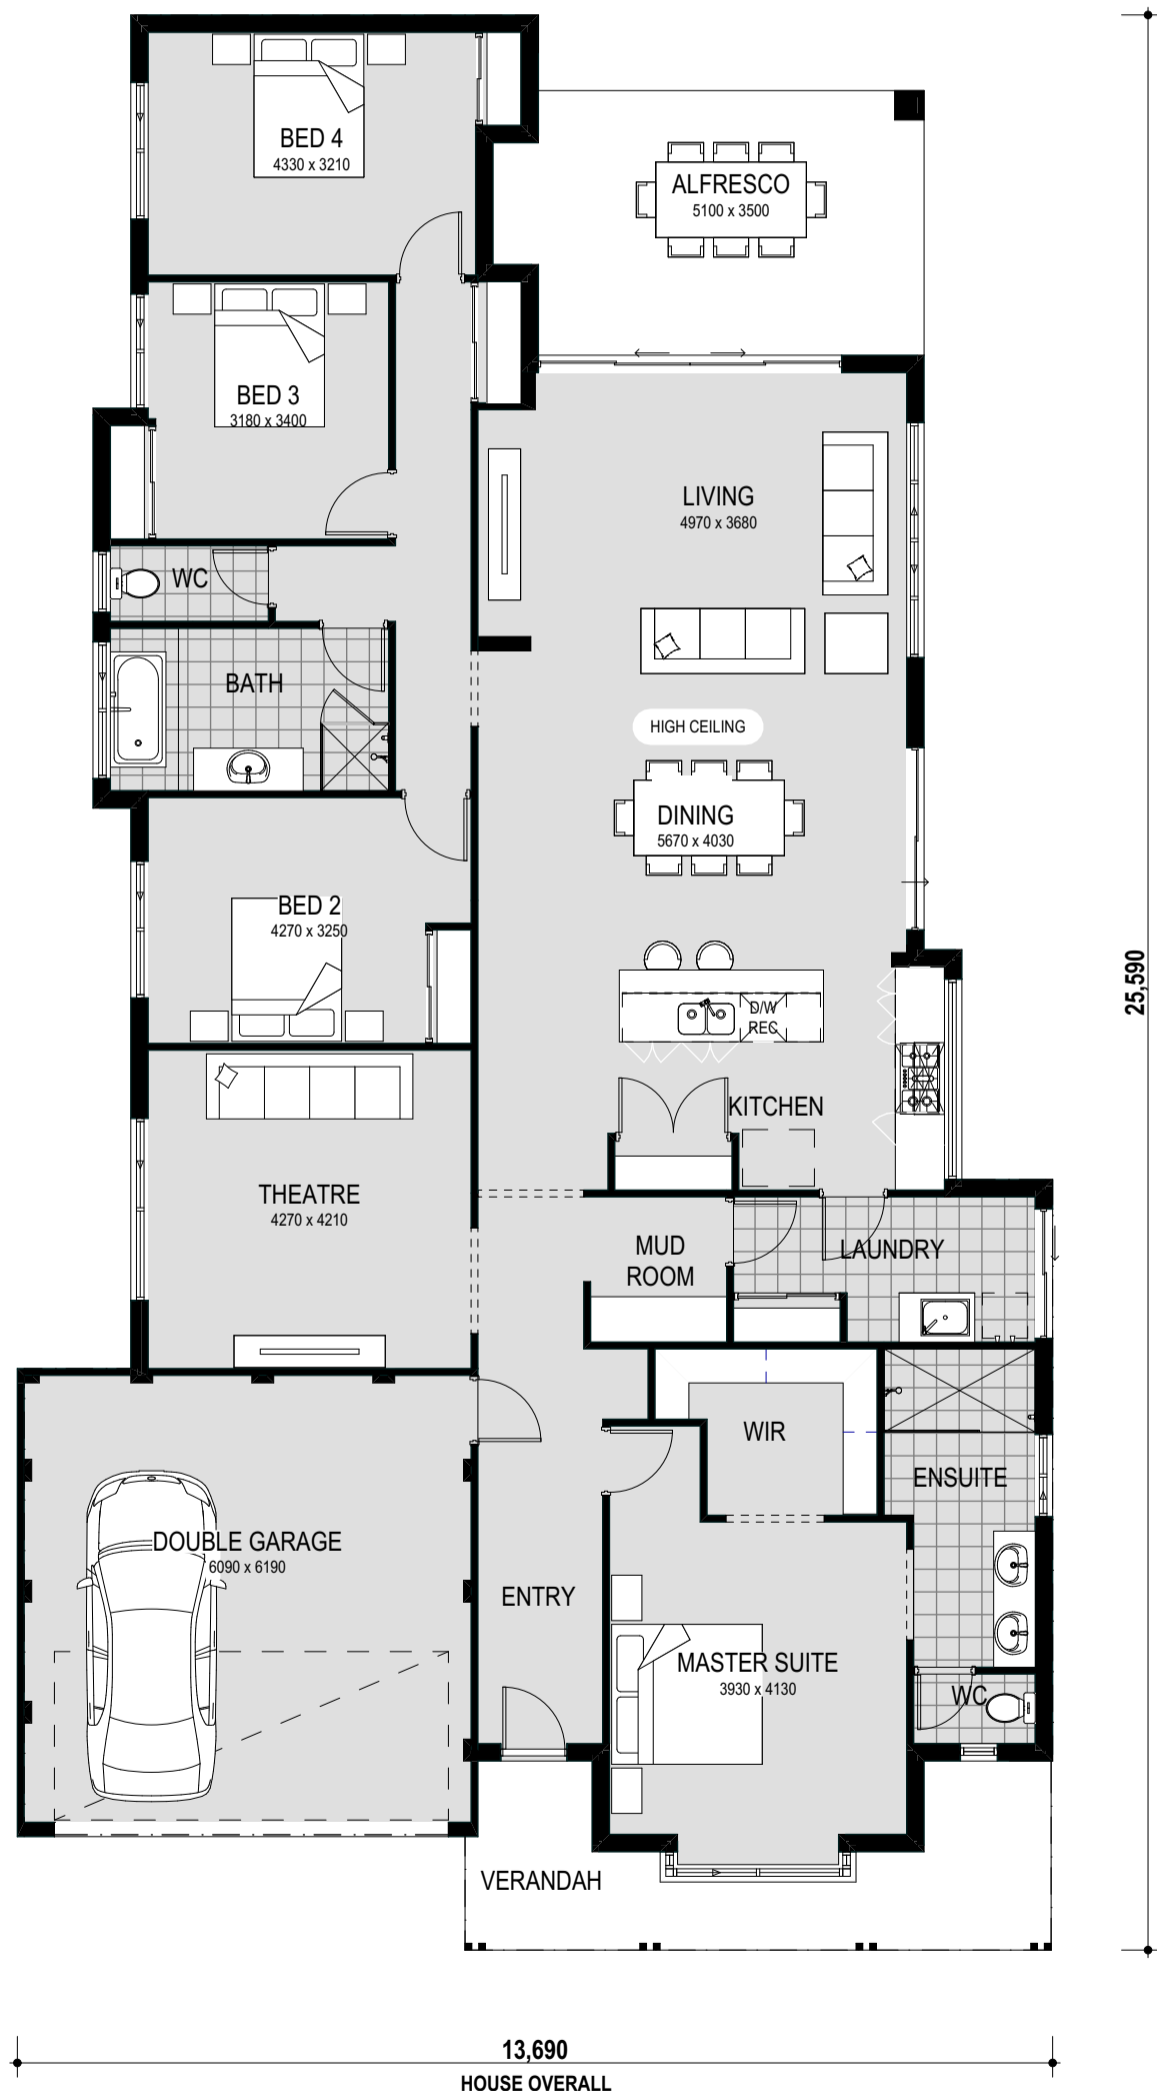 BED 4
4330 x 3210
ALFRESCO
5100 x 3500
BED 3
3180 x 3400
LIVING
4970 x 3680
WC
BATH
HIGH CEILING
DINING
5670 x 4030
BED 2
4270 x 3250
25,590
D/W
REC
KITCHEN
THEATRE
4270 x 4210
MUD
ROOM
LAUNDRY
WIR
ENSUITE
DOUBLE GARAGE
6090 x 6190
ENTRY
MASTER SUITE
3930 x 4130
WC
VERANDAH
13,690
HOUSE OVERALL